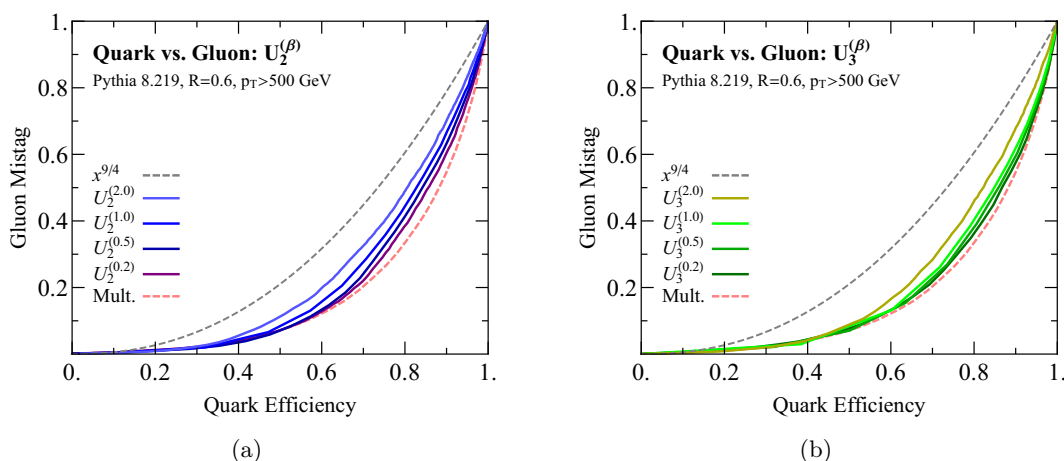 Quark vs. Gluon: U₂^(β)
Pythia 8.219, R=0.6, p_T>500 GeV
Gluon Mistag
1.
0.8
0.6
0.4
0.2
x^9/4
U₂^(2.0)
U₂^(1.0)
U₂^(0.5)
U₂^(0.2)
Mult.
0. 0.2 0.4 0.6 0.8 1.
Quark Efficiency
(a)
Quark vs. Gluon: U₃^(β)
Pythia 8.219, R=0.6, p_T>500 GeV
Gluon Mistag
1.
0.8
0.6
0.4
0.2
x^9/4
U₃^(2.0)
U₃^(1.0)
U₃^(0.5)
U₃^(0.2)
Mult.
0. 0.2 0.4 0.6 0.8 1.
Quark Efficiency
(b)